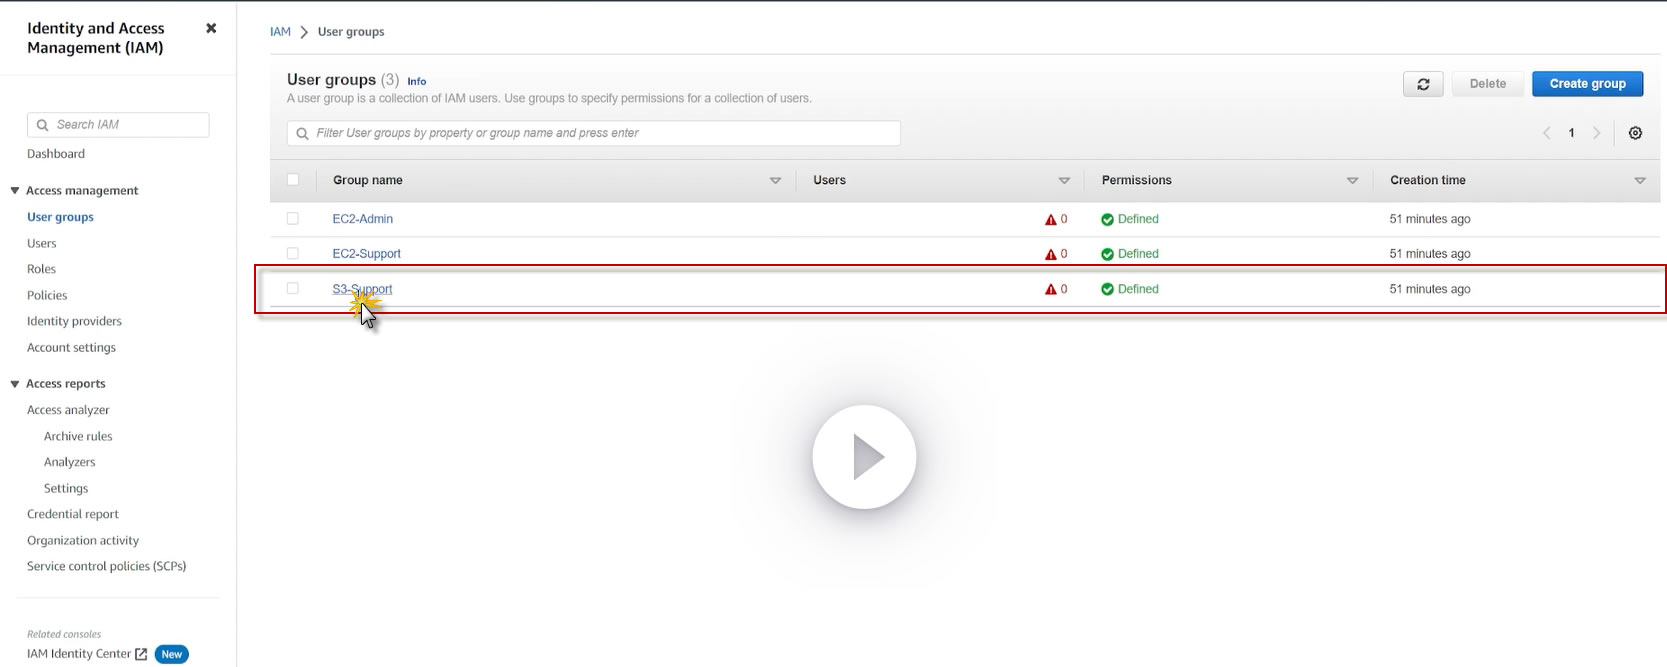 Identity and Access
Management (IAM)
Search IAM
Dashboard
Access management
User groups
Users
Roles
Policies
Identity providers
Account settings
Access reports
Access analyzer
Archive rules
Analyzers
Settings
Credential report
Organization activity
Service control policies (SCPs)
Related consoles
IAM Identity Center New
IAM > User groups
User groups (3) Info
A user group is a collection of IAM users. Use groups to specify permissions for a collection of users.
Delete Create group
Filter User groups by property or group name and press enter
1
Group name Users Permissions Creation time
EC2-Admin 0 Defined 51 minutes ago
EC2-Support 0 Defined 51 minutes ago
S3-Support 0 Defined 51 minutes ago